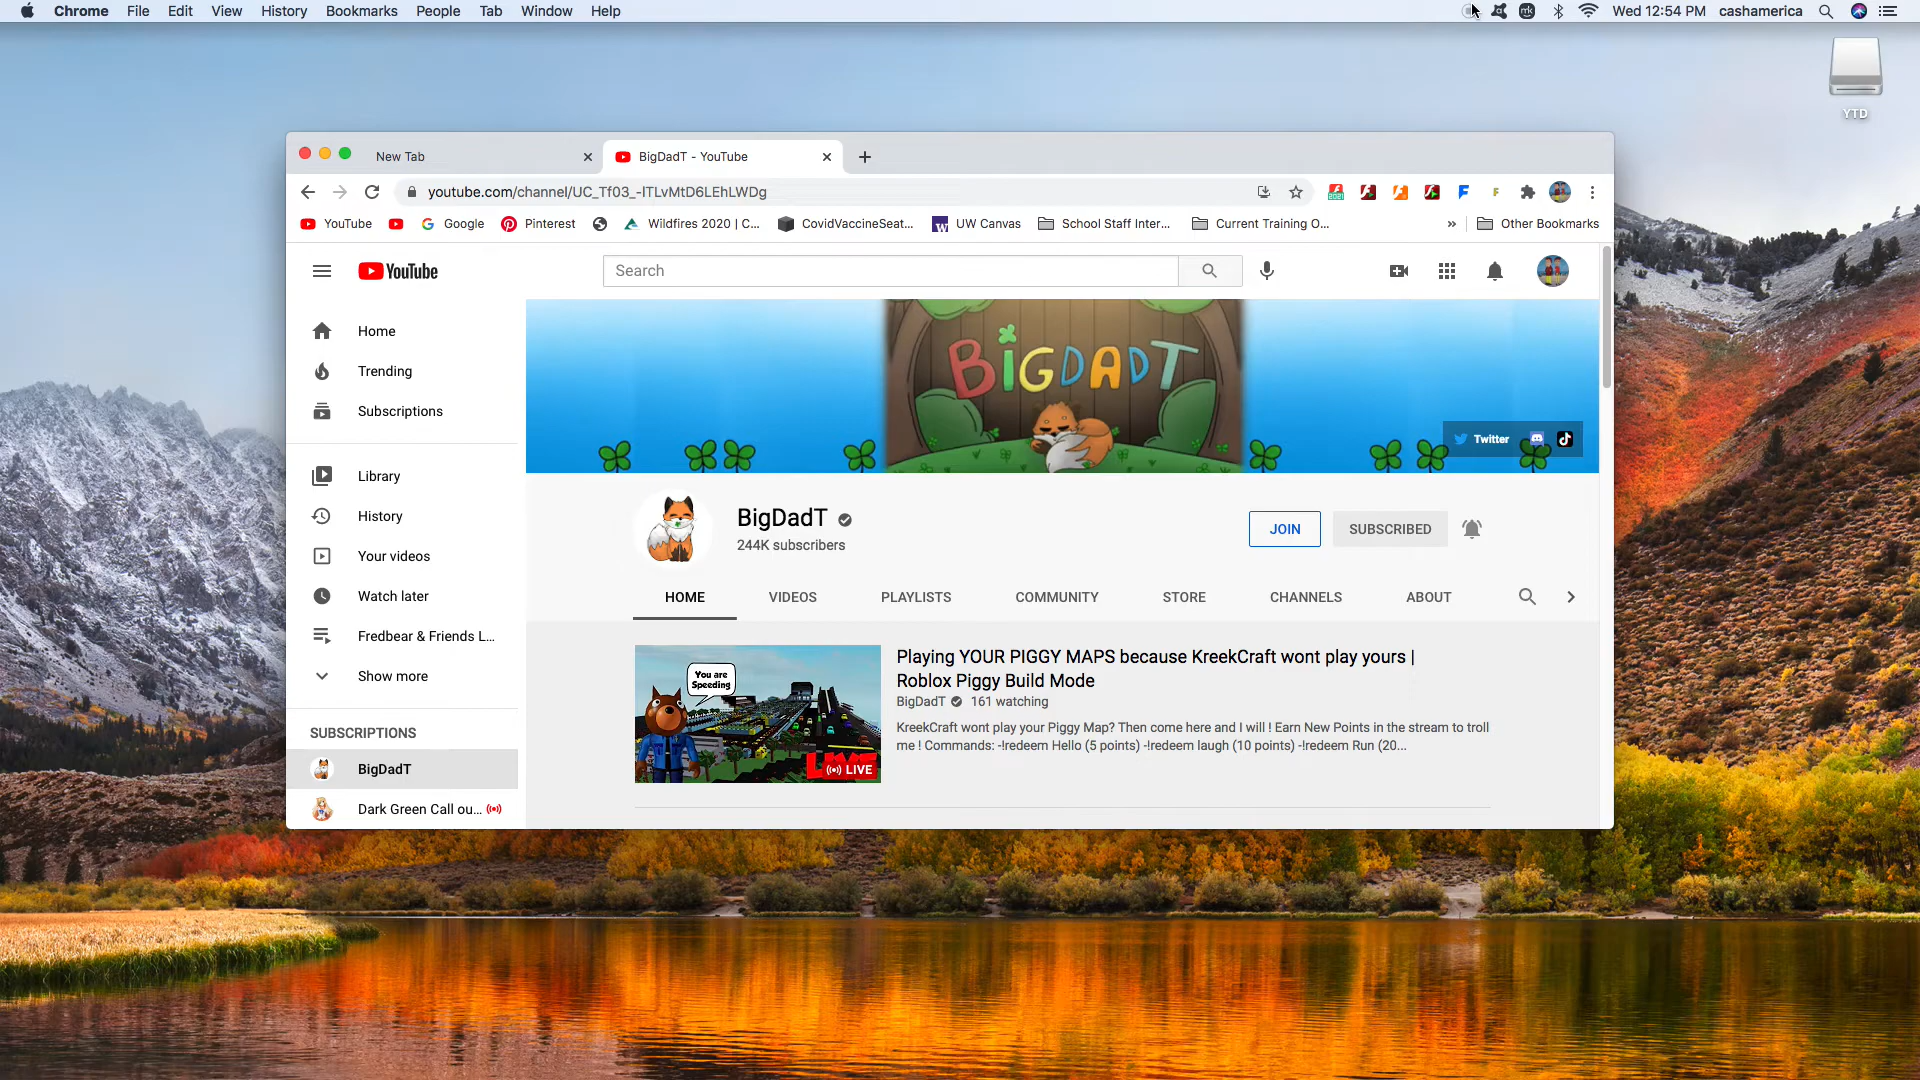 Chrome File Edit View History Bookmarks People Tab Window Help
Wed 12:54 PM cashamerica
YTD
New Tab
BigDadT - YouTube
youtube.com/channel/UC_Tf03_-lTLvMtD6LEhLWDg
YouTube Google Pinterest Wildfires 2020 | C... CovidVaccineSeat... UW Canvas School Staff Inter... Current Training O... » Other Bookmarks
YouTube
Search
Home
Trending
Subscriptions
Library
History
Your videos
Watch later
Fredbear & Friends L...
Show more
SUBSCRIPTIONS
BigDadT
Dark Green Call ou...
BIGDADT
Twitter
BigDadT
244K subscribers
JOIN
SUBSCRIBED
HOME VIDEOS PLAYLISTS COMMUNITY STORE CHANNELS ABOUT
You are
Speeding
LIVE
Playing YOUR PIGGY MAPS because KreekCraft wont play yours |
Roblox Piggy Build Mode
BigDadT 161 watching
KreekCraft wont play your Piggy Map? Then come here and I will ! Earn New Points in the stream to troll
me ! Commands: -!redeem Hello (5 points) -!redeem laugh (10 points) -!redeem Run (20...